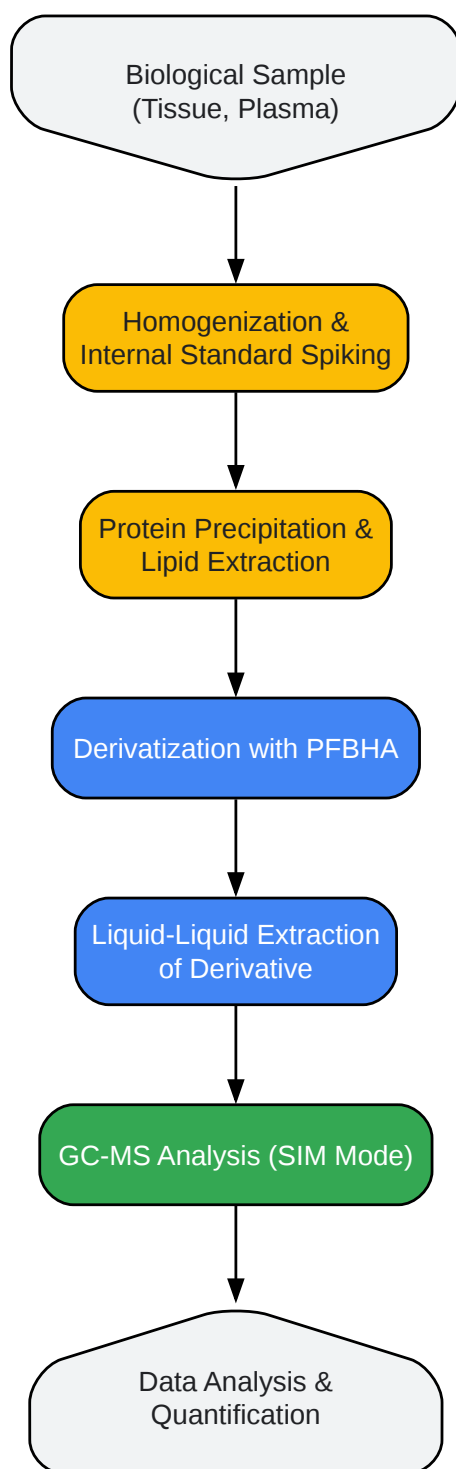 Biological Sample
(Tissue, Plasma)
Homogenization &
Internal Standard Spiking
Protein Precipitation &
Lipid Extraction
Derivatization with PFBHA
Liquid-Liquid Extraction
of Derivative
GC-MS Analysis (SIM Mode)
Data Analysis &
Quantification